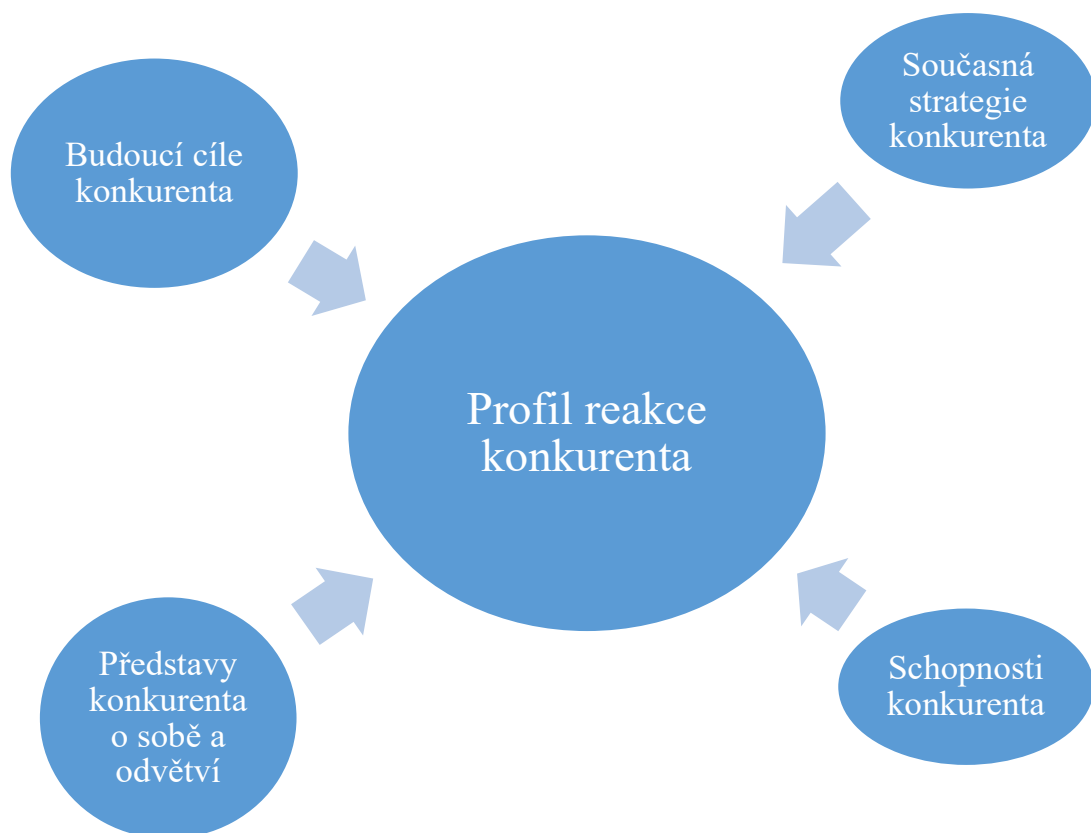 Budoucí cíle
konkurenta
Současná
strategie
konkurenta
Profil reakce
konkurenta
Představy
konkurenta
o sobě a
odvětví
Schopnosti
konkurenta